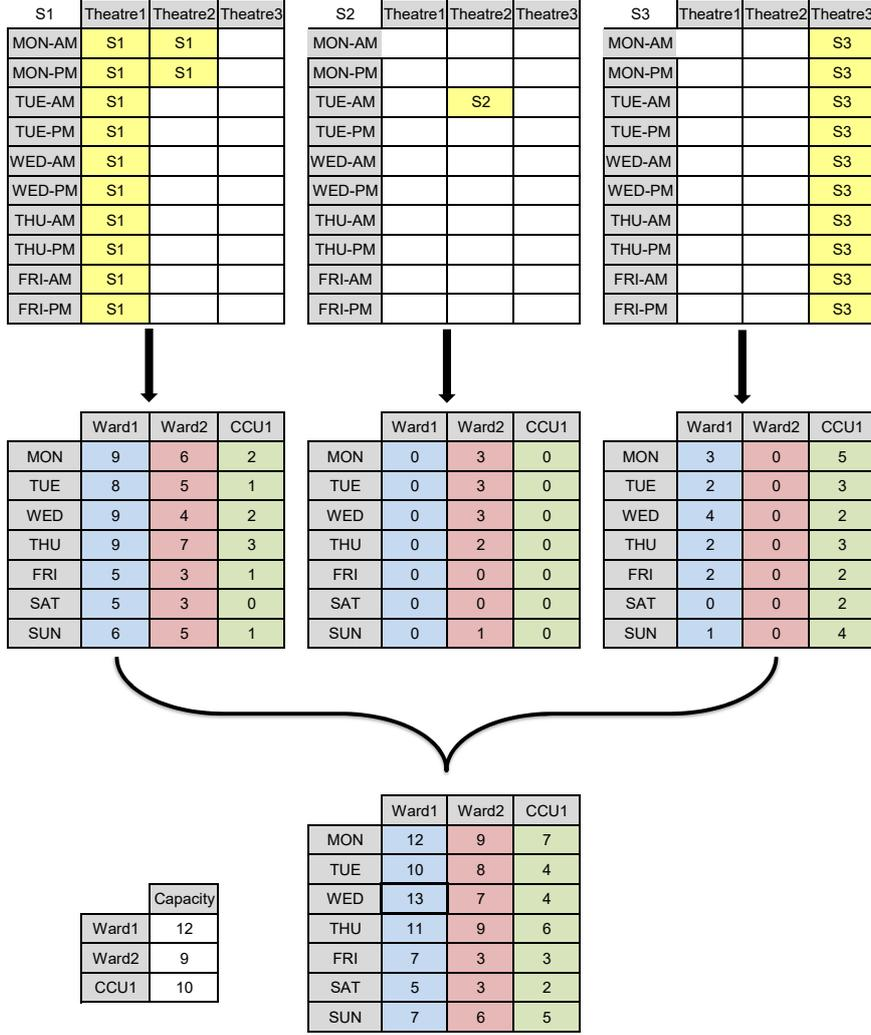 S1 Theatre1 Theatre2 Theatre3 S2 Theatre1 Theatre2 Theatre3 S3 Theatre1 Theatre2 Theatre3
MON-AM S1 S1 MON-AM MON-AM S3
MON-PM S1 S1 MON-PM MON-PM S3
TUE-AM S1 TUE-AM S2 TUE-AM S3
TUE-PM S1 TUE-PM TUE-PM S3
WED-AM S1 WED-AM WED-AM S3
WED-PM S1 WED-PM WED-PM S3
THU-AM S1 THU-AM THU-AM S3
THU-PM S1 THU-PM THU-PM S3
FRI-AM S1 FRI-AM FRI-AM S3
FRI-PM S1 FRI-PM FRI-PM S3
Ward1 Ward2 CCU1 Ward1 Ward2 CCU1 Ward1 Ward2 CCU1
MON 9 6 2 MON 0 3 0 MON 3 0 5
TUE 8 5 1 TUE 0 3 0 TUE 2 0 3
WED 9 4 2 WED 0 3 0 WED 4 0 2
THU 9 7 3 THU 0 2 0 THU 2 0 3
FRI 5 3 1 FRI 0 0 0 FRI 2 0 2
SAT 5 3 0 SAT 0 0 0 SAT 0 0 2
SUN 6 5 1 SUN 0 1 0 SUN 1 0 4
Ward1 Ward2 CCU1
MON 12 9 7
TUE 10 8 4
Capacity WED 13 7 4
Ward1 12 THU 11 9 6
Ward2 9 FRI 7 3 3
CCU1 10 SAT 5 3 2
SUN 7 6 5